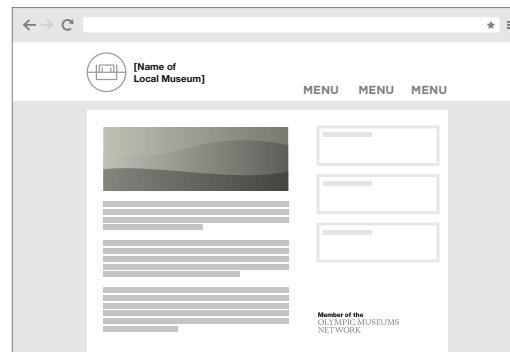 [Name of
Local Museum]
MENU MENU MENU
Member of the
OLYMPIC MUSEUMS
NETWORK